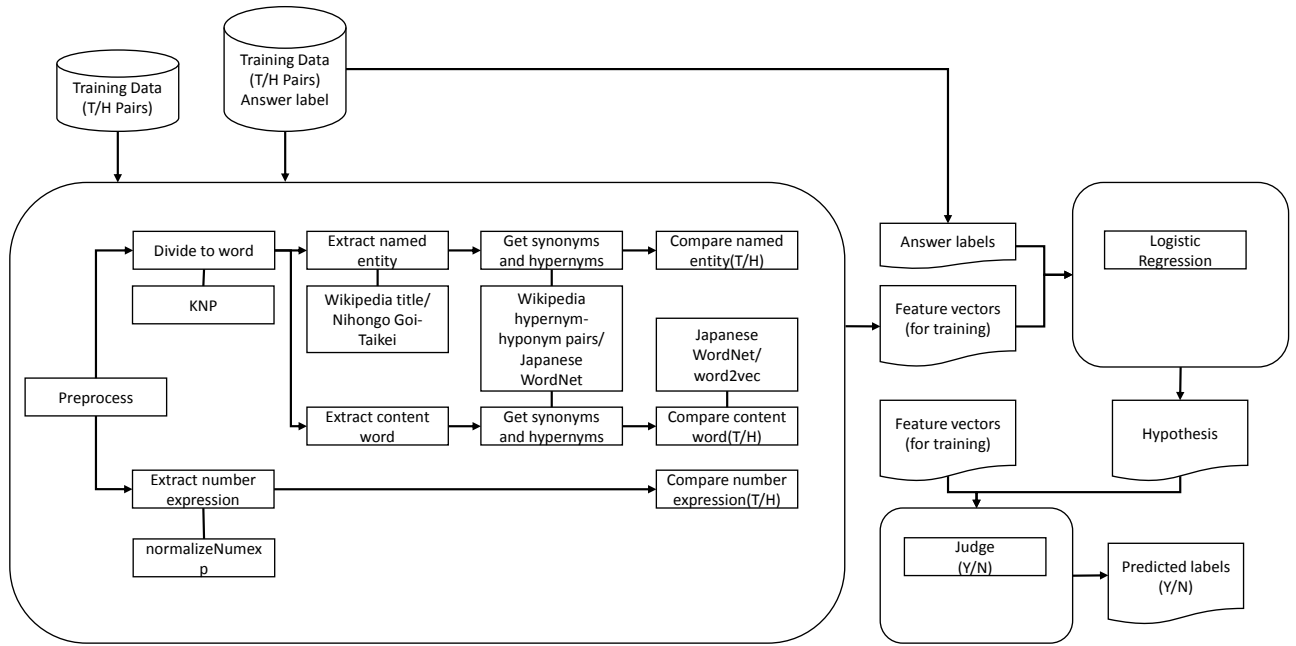 Training Data
(T/H Pairs)
Training Data
(T/H Pairs)
Answer label
Divide to word
KNP
Extract named
entity
Wikipedia title/
Nihongo Goi-
Taikei
Get synonyms
and hypernyms
Wikipedia
hypernym-
hyponym pairs/
Japanese
WordNet
Compare named
entity(T/H)
Japanese
WordNet/
word2vec
Preprocess
Extract content
word
Get synonyms
and hypernyms
Compare content
word(T/H)
Extract number
expression
Compare number
expression(T/H)
normalizeNumex
p
Answer labels
Feature vectors
(for training)
Logistic
Regression
Feature vectors
(for training)
Hypothesis
Judge
(Y/N)
Predicted labels
(Y/N)